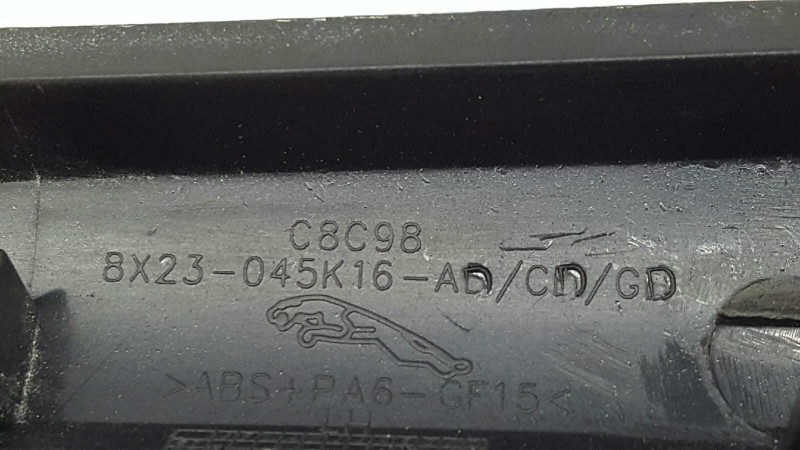 C8C98
8X23-045K16-AD/CD/GD
>ABS+PA6-GF15<